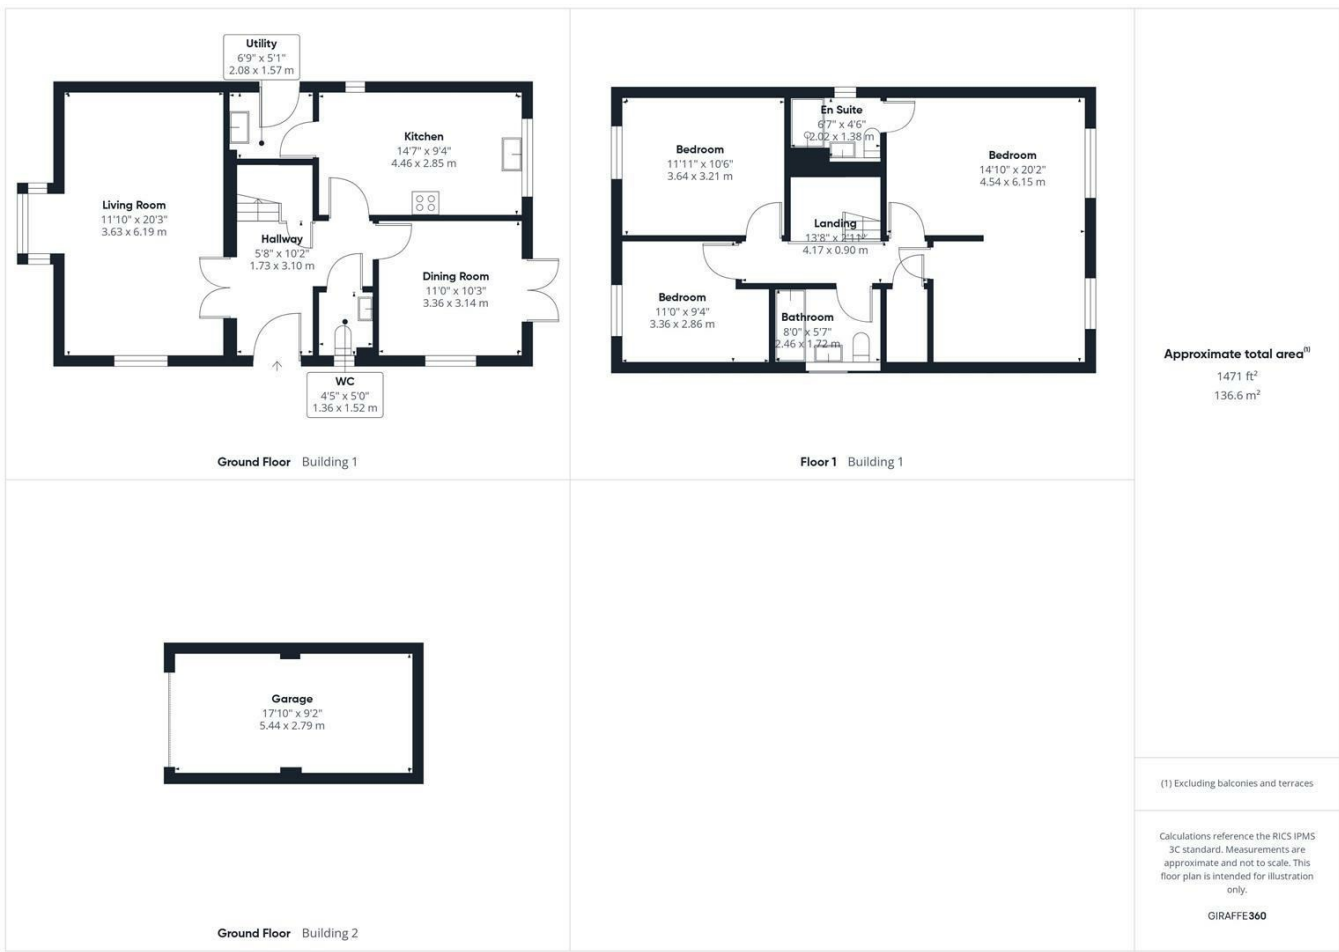 Utility
6'9" x 5'1"
2.08 x 1.57 m
Kitchen
14'7" x 9'4"
4.46 x 2.85 m
Living Room
11'10" x 20'3"
3.63 x 6.19 m
Hallway
5'8" x 10'2"
1.73 x 3.10 m
Dining Room
11'0" x 10'3"
3.36 x 3.14 m
WC
4'5" x 5'0"
1.36 x 1.52 m
Ground Floor Building 1
En Suite
6'7" x 4'6"
2.02 x 1.38 m
Bedroom
11'11" x 10'6"
3.64 x 3.21 m
Bedroom
14'10" x 20'2"
4.54 x 6.15 m
Landing
13'8" x 2'11"
4.17 x 0.90 m
Bedroom
11'0" x 9'4"
3.36 x 2.86 m
Bathroom
8'0" x 5'7"
2.46 x 1.72 m
Floor 1 Building 1
Garage
17'10" x 9'2"
5.44 x 2.79 m
Ground Floor Building 2
Approximate total area(1)
1471 ft²
136.6 m²
(1) Excluding balconies and terraces
Calculations reference the RICS IPMS
3C standard. Measurements are
approximate and not to scale. This
floor plan is intended for illustration
only.
GIRAFFE360